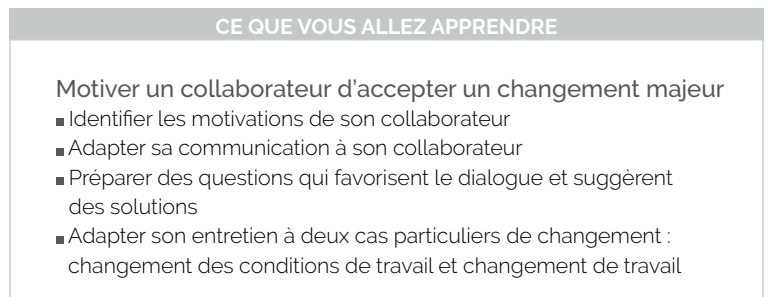 CE QUE VOUS ALLEZ APPRENDRE
Motiver un collaborateur d'accepter un changement majeur
■ Identifier les motivations de son collaborateur
■ Adapter sa communication à son collaborateur
■ Préparer des questions qui favorisent le dialogue et suggèrent
des solutions
■ Adapter son entretien à deux cas particuliers de changement :
changement des conditions de travail et changement de travail